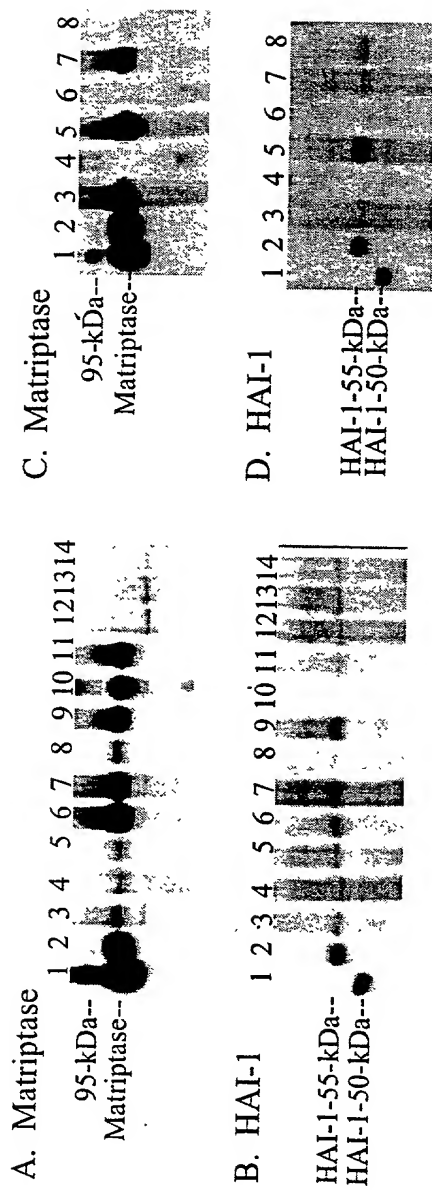 A. Matriptase
1 2 3 4 5 6 7 8 9 10 11 12 13 14
95-kDa--
Matriptase--
B. HAI-1
1 2 3 4 5 6 7 8 9 10 11 12 13 14
HAI-1-55-kDa--
HAI-1-50-kDa--
C. Matriptase
1 2 3 4 5 6 7 8
95-kDa--
Matriptase--
D. HAI-1
1 2 3 4 5 6 7 8
HAI-1-55-kDa--
HAI-1-50-kDa--